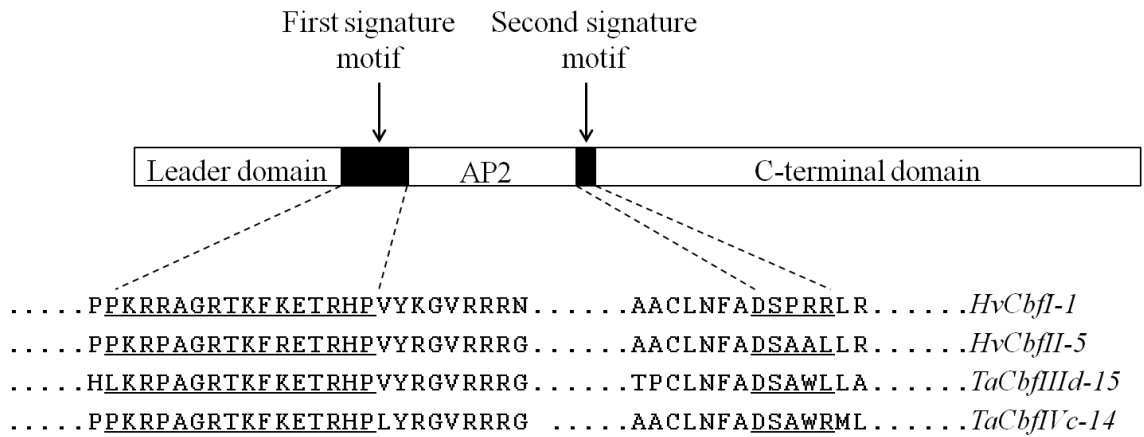 First signature motif
Second signature motif
Leader domain AP2 C-terminal domain
.....PPKRRAGRTKFKETRHPVYKGVRRRN...... AACLNFADSPRRLR......HvCbfI-1
.....PPKRPAGRTKFRETRHPVYRGVRRRG...... AACLNFADSAALLR......HvCbfII-5
.....HLKRPAGRTKFKETRHPVYRGVRRRG...... TPCLNFADSAWLLA......TaCbfIIId-15
.....PPKRPAGRTKFKETRHPLYRGVRRRG ...... AACLNFADSAWRML......TaCbfIVc-14